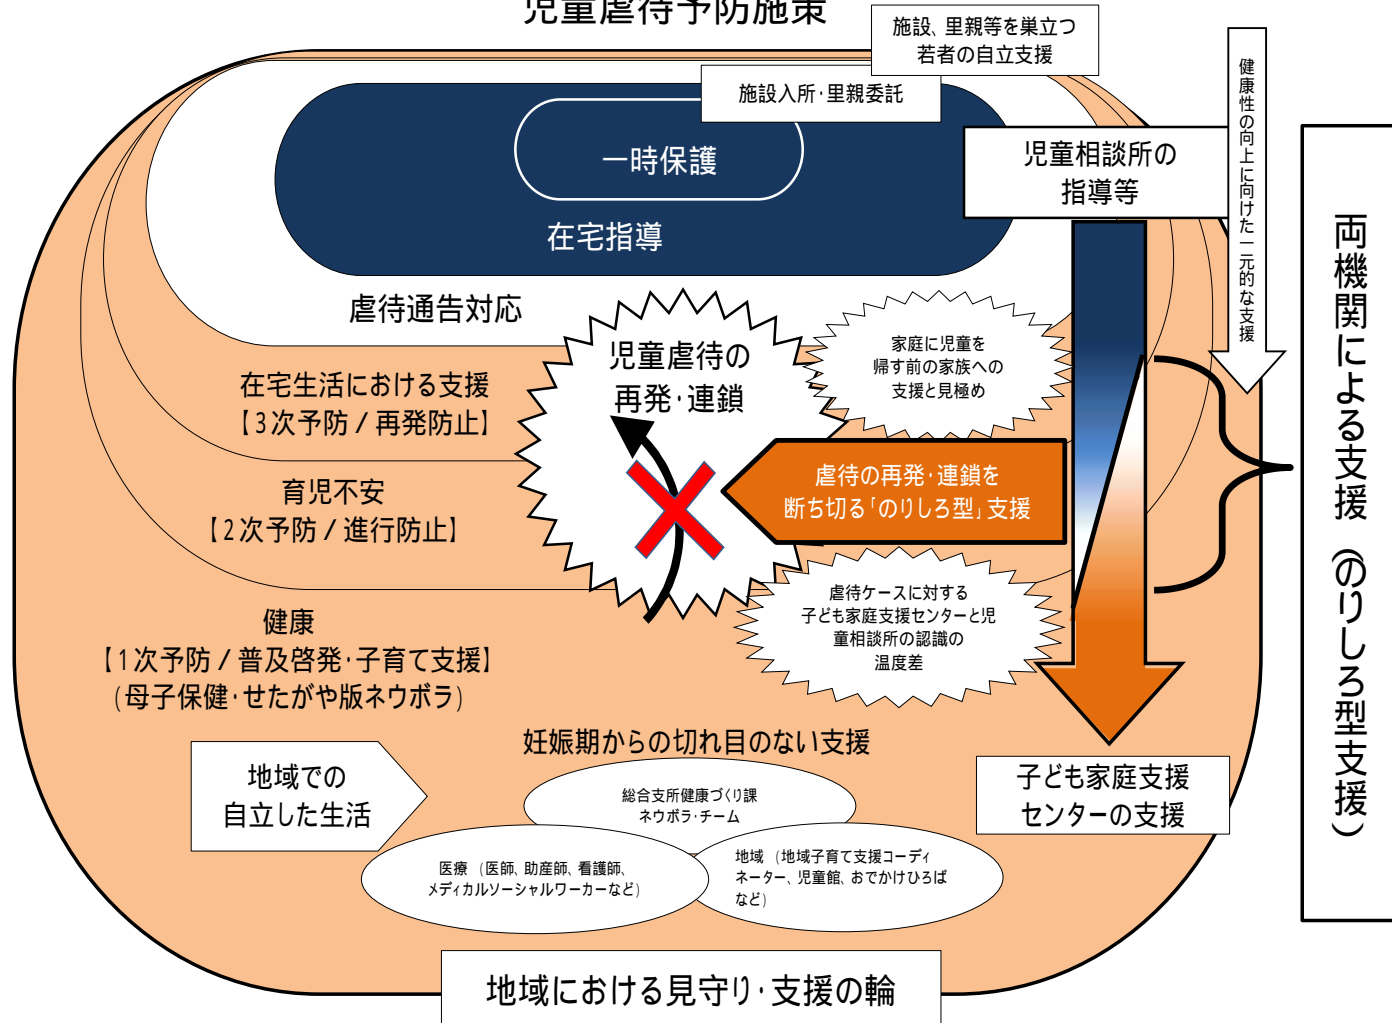 児童虐待予防施策
施設、里親等を巣立つ
若者の自立支援
施設入所・里親委託
一時保護
在宅指導
児童相談所の
指導等
健康性の向上に向けた一元的な支援
両機関による支援（のりしろ型支援）
虐待通告対応
児童虐待の
再発・連鎖
家庭に児童を
帰す前の家族への
支援と見極め
在宅生活における支援
【3次予防 / 再発防止】
虐待の再発・連鎖を
断ち切る「のりしろ型」支援
育児不安
【2次予防 / 進行防止】
虐待ケースに対する
子ども家庭支援センターと児
童相談所の認識の
温度差
健康
【1次予防 / 普及啓発・子育て支援】
(母子保健・せたがや版ネウボラ)
妊娠期からの切れ目のない支援
地域での
自立した生活
総合支所健康づくり課
ネウボラ・チーム
子ども家庭支援
センターの支援
医療（医師、助産師、看護師、
メディカルソーシャルワーカーなど）
地域（地域子育て支援コーディ
ネーター、児童館、おでかけひろば
など）
地域における見守り・支援の輪